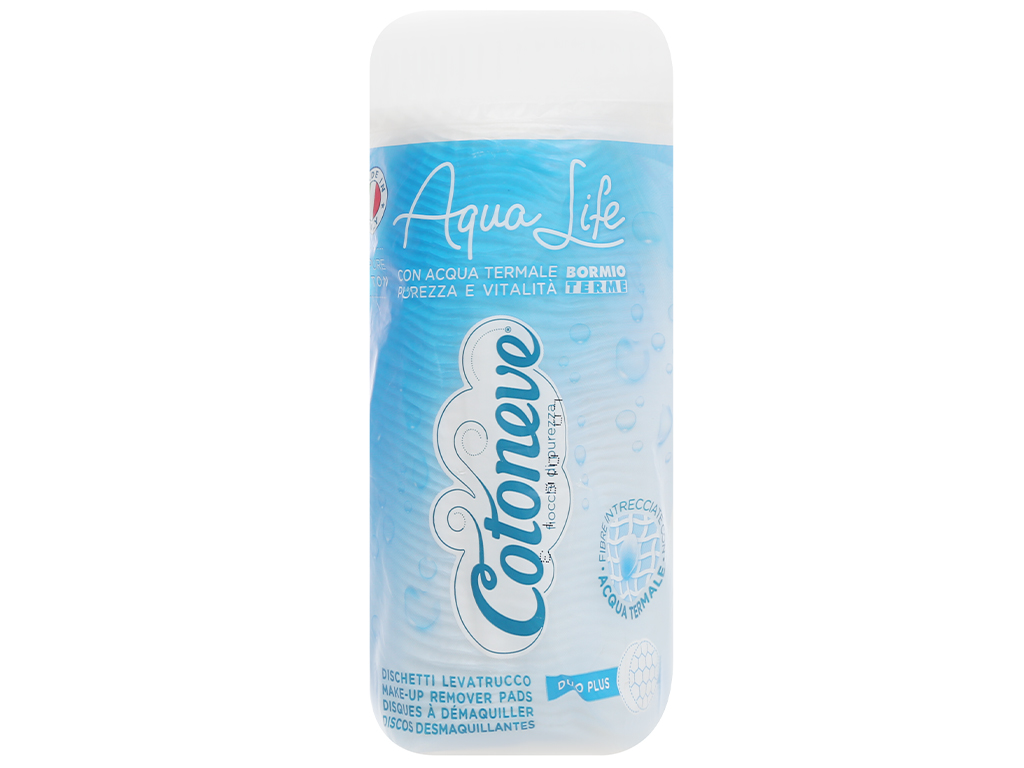 Aqua Life
CON ACQUA TERMALE BORMIO
PUREZZA E VITALITÀ TERME
Cotoneve®
fiocchi di purezza
FIBRE INTRECCIATE
ACQUA TERMALE
DUO PLUS
DISCHETTI LEVATRUCCO
MAKE-UP REMOVER PADS
DISQUES À DÉMAQUILLER
DISCOS DESMAQUILLANTES